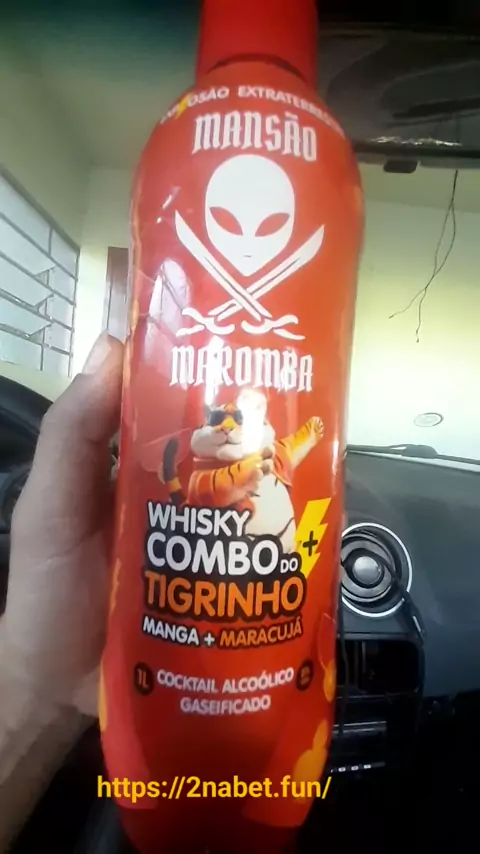 MANSÃO
MAROMBA
WHISKY
COMBO DO
+
TIGRINHO
MANGA + MARACUJÁ
1L COCKTAIL ALCOÓLICO
GASEIFICADO
https://2nabet.fun/